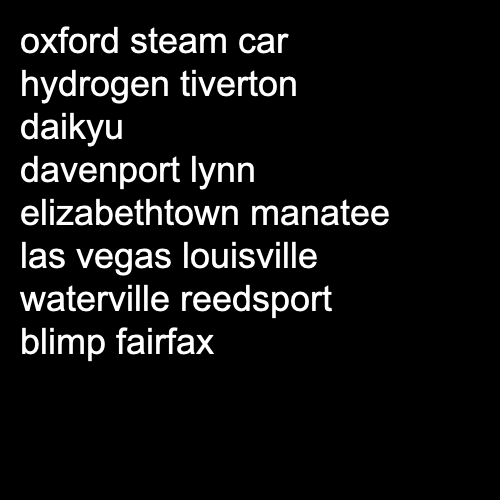 oxford steam car
hydrogen tiverton
daikyu
davenport lynn
elizabethtown manatee
las vegas louisville
waterville reedsport
blimp fairfax